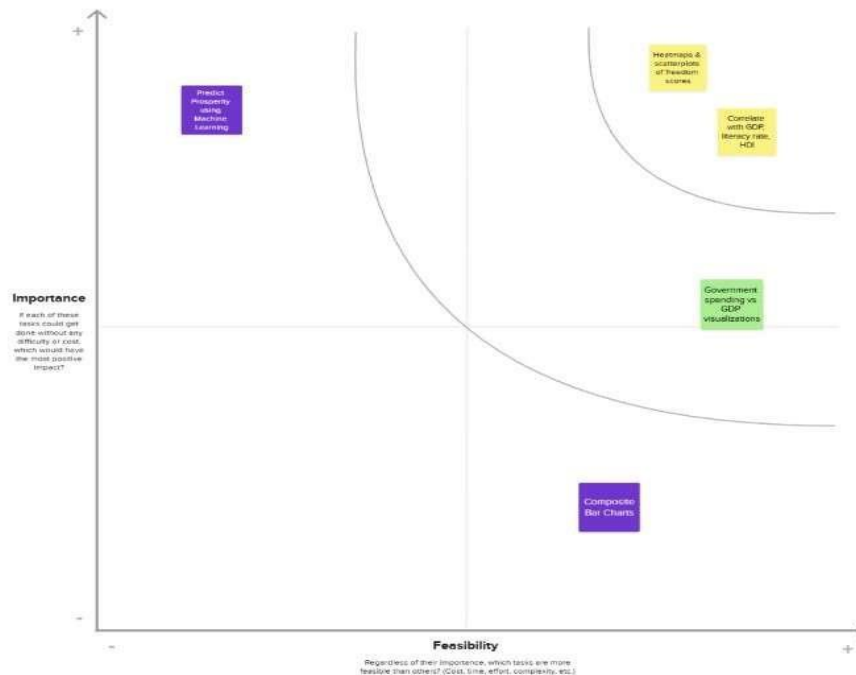 +
Heatmaps &
scatterplots
of freedom
scores
Predict
Prosperity
using
Machine
Learning
Correlate
with GDP,
literacy rate,
HDI
Importance
If each of these
tasks could get
done without any
difficulty or cost,
which would have
the most positive
impact?
Government
spending vs
GDP
visualizations
Composite
Bar Charts
-
-
Feasibility
+
Regardless of their importance, which tasks are more
feasible than others? (Cost, time, effort, complexity, etc.)